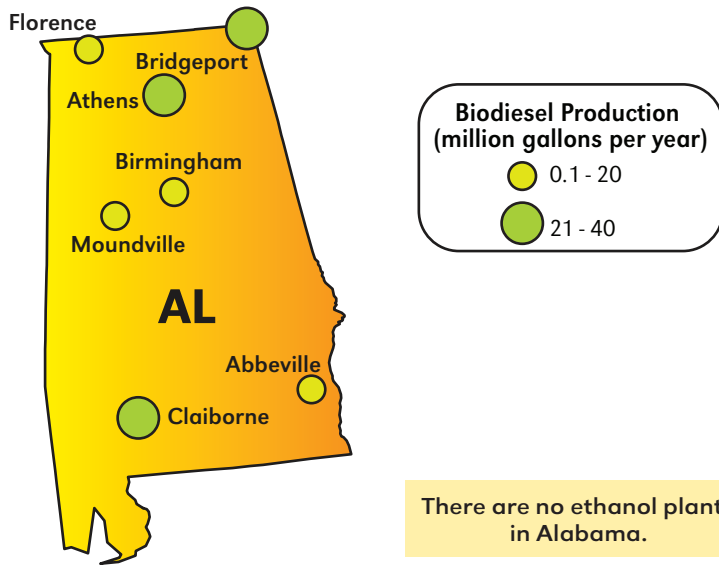 Florence
Bridgeport
Athens
Birmingham
Moundville
AL
Abbeville
Claiborne
Biodiesel Production
(million gallons per year)
0.1 - 20
21 - 40
There are no ethanol plant
in Alabama.